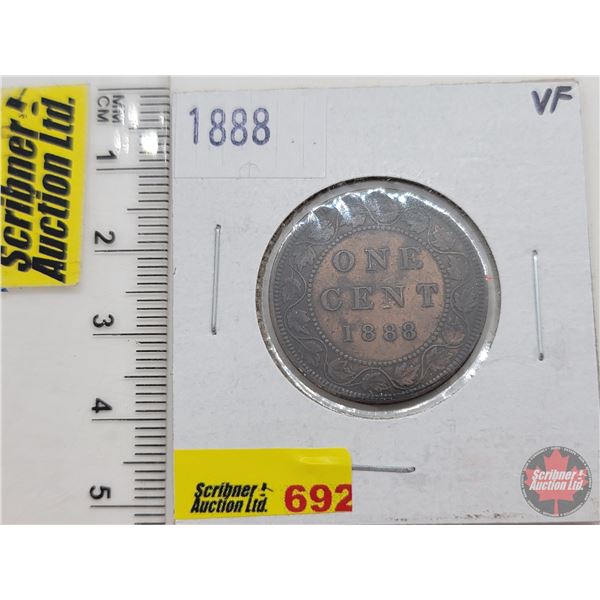 Scribner
Auction Ltd.
MM
CM
1
2
3
4
5
1888
VF
ONE
CENT
1888
Scribner
Auction Ltd.
692
Scribner
Auction Ltd.